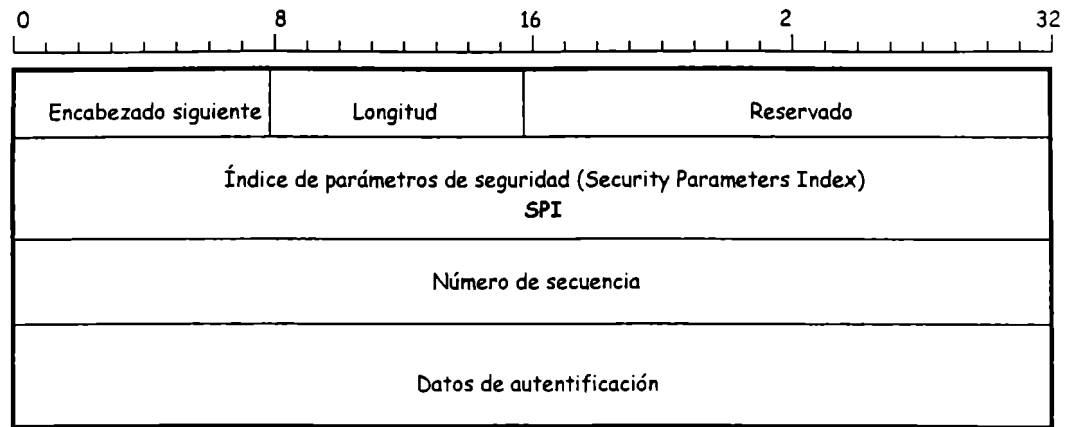 0 8 16 2 32
Encabezado siguiente Longitud Reservado
Índice de parámetros de seguridad (Security Parameters Index)
SPI
Número de secuencia
Datos de autentificación